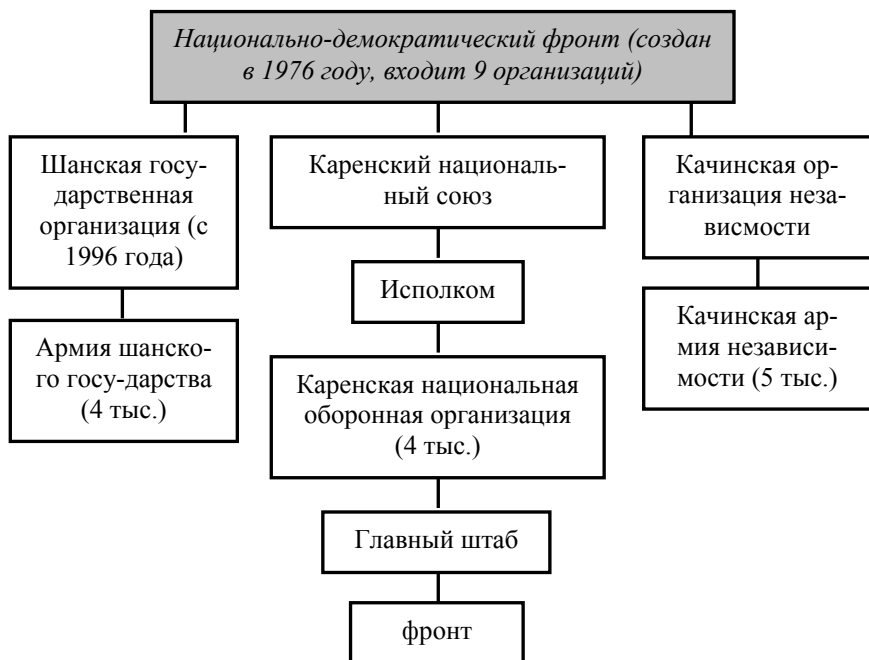 Национально-демократический фронт (создан
в 1976 году, входит 9 организаций)
Шанская госу-
дарственная
организация (с
1996 года)
Армия шанско-
го госу-дарства
(4 тыс.)
Каренский националь-
ный союз
Исполком
Каренская национальная
оборонная организация
(4 тыс.)
Главный штаб
фронт
Качинская ор-
ганизация неза-
висмости
Качинская ар-
мия независи-
мости (5 тыс.)